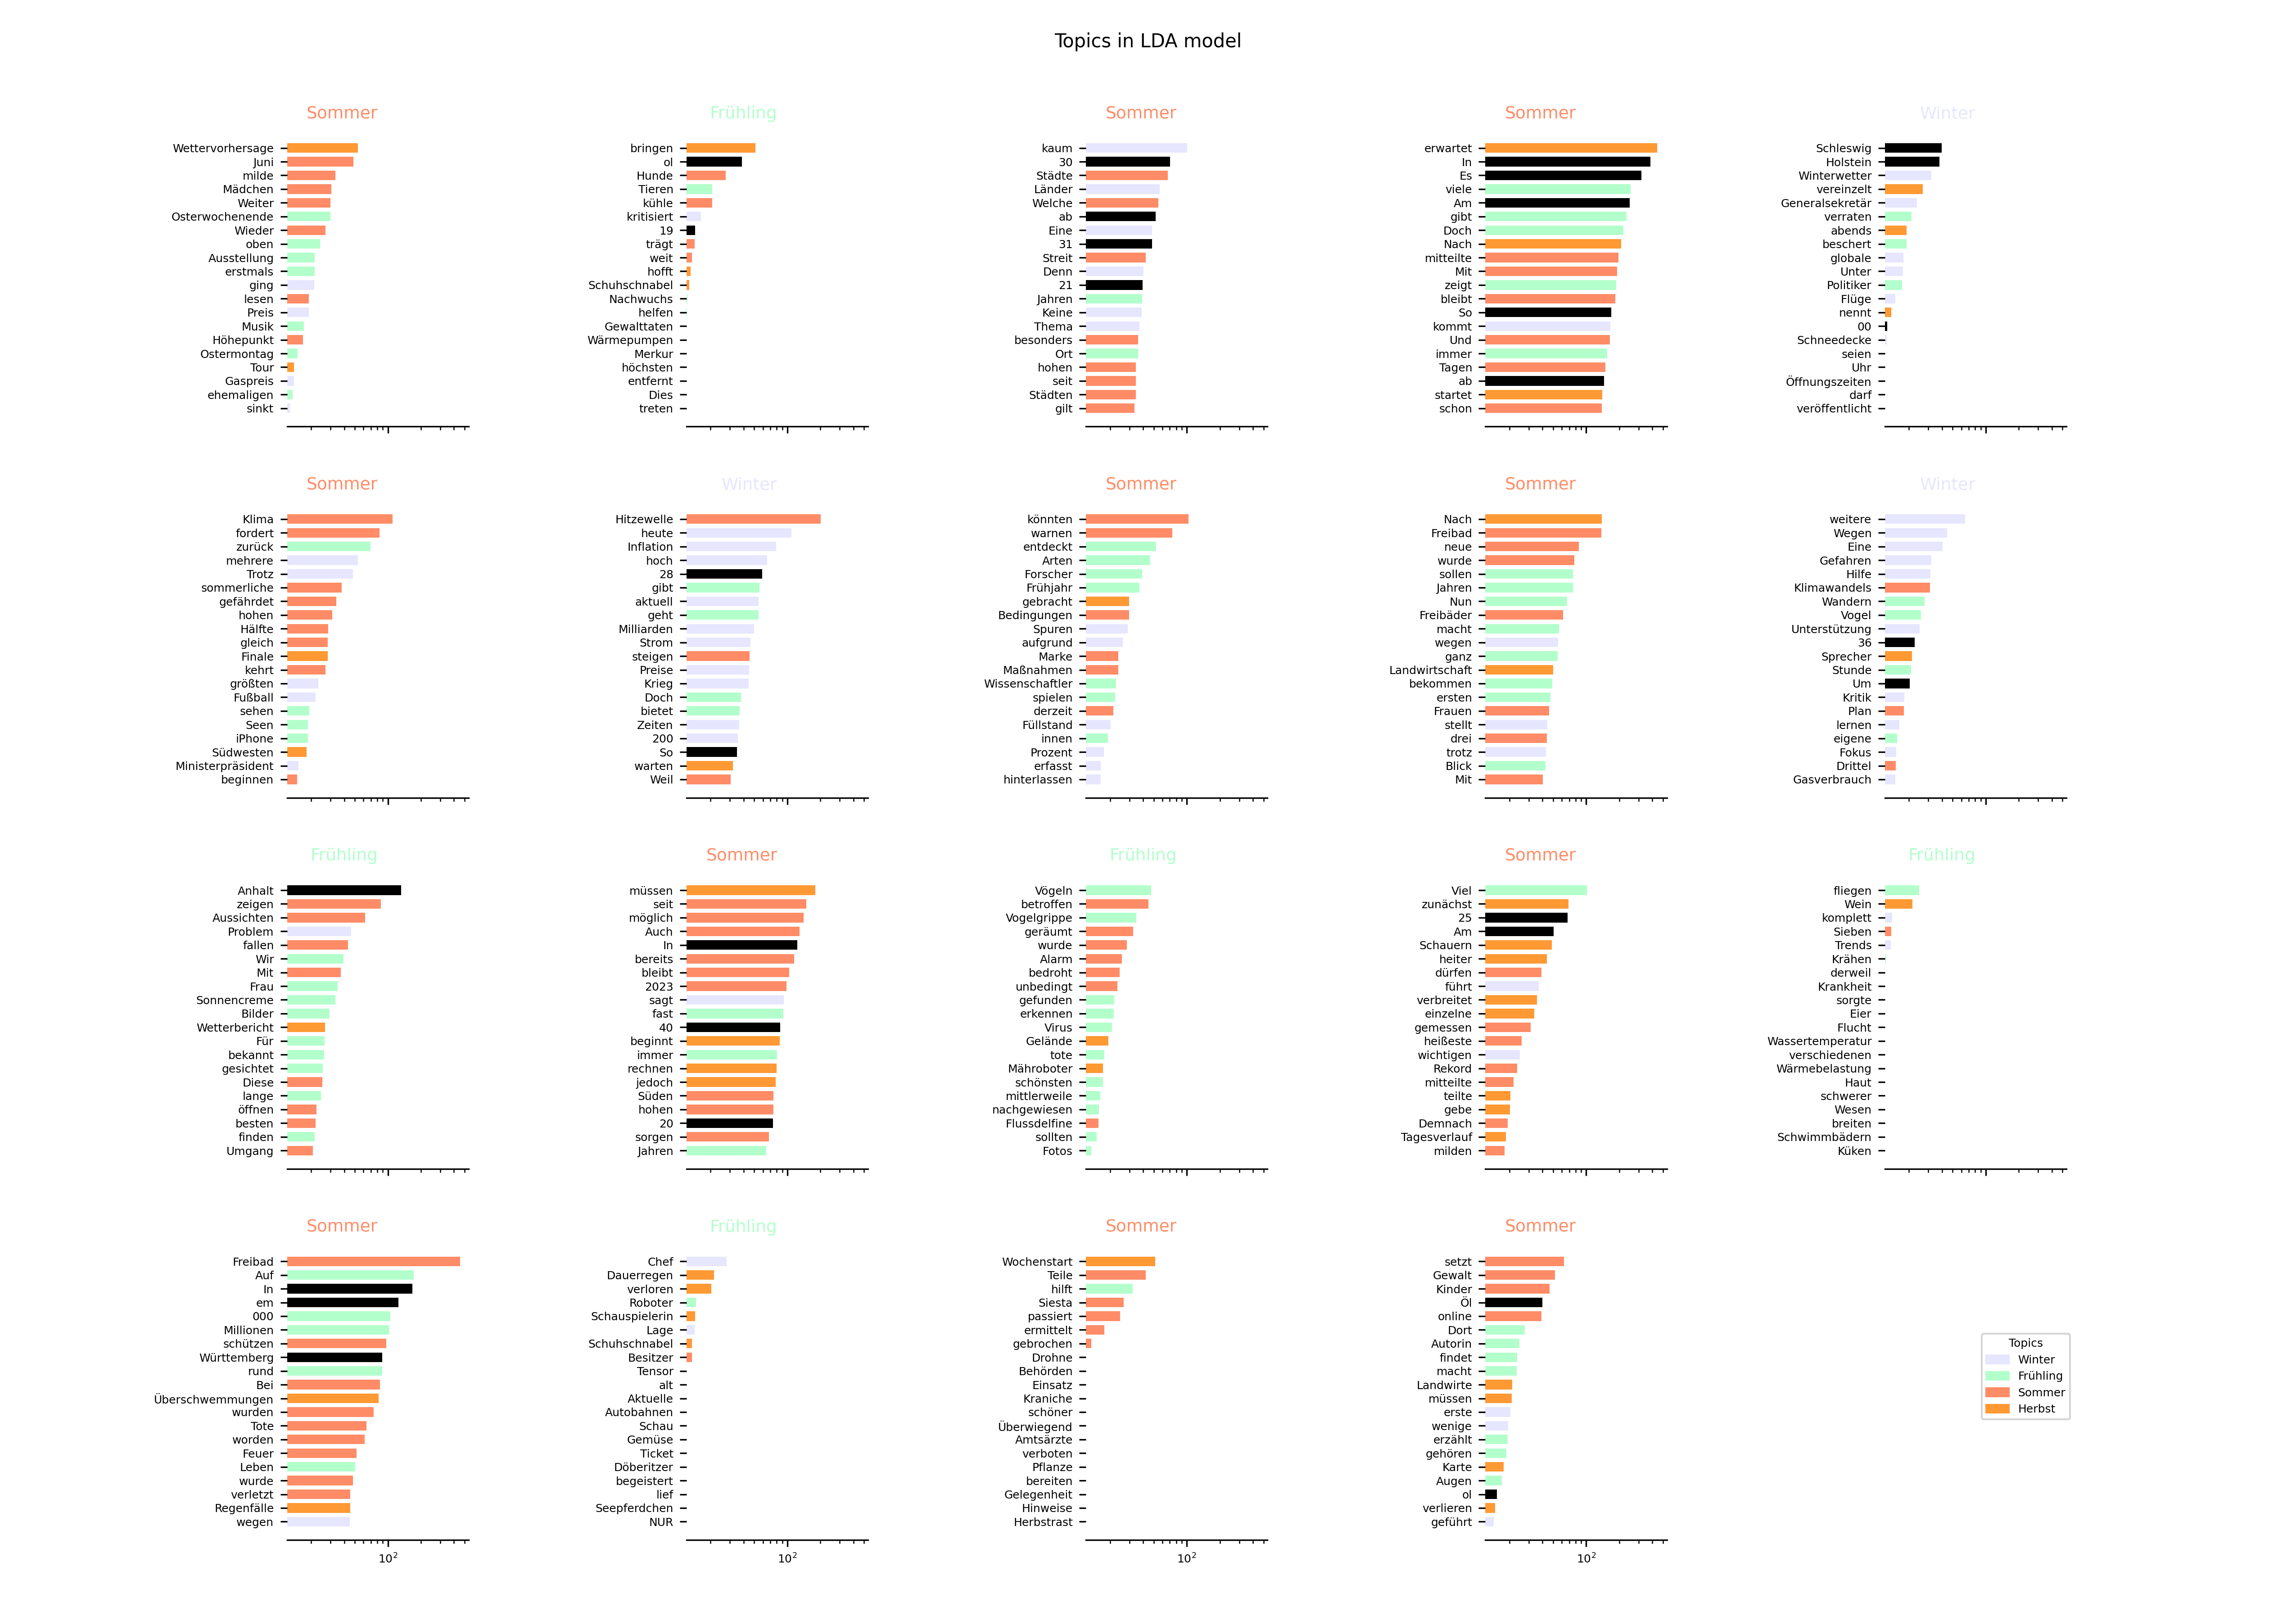 Topics in LDA model
Sommer
Wettervorhersage
Juni
milde
Mädchen
Weiter
Osterwochenende
Wieder
oben
Ausstellung
erstmals
ging
lesen
Preis
Musik
Höhepunkt
Ostermontag
Tour
Gaspreis
ehemaligen
sinkt
Frühling
bringen
ol
Hunde
Tieren
kühle
kritisiert
19
trägt
weit
hofft
Schuhschnabel
Nachwuchs
helfen
Gewalttaten
Wärmepumpen
Merkur
höchsten
entfernt
Dies
treten
Sommer
kaum
30
Städte
Länder
Welche
ab
Eine
31
Streit
Denn
21
Jahren
Keine
Thema
besonders
Ort
hohen
seit
Städten
gilt
Sommer
erwartet
In
Es
viele
Am
gibt
Doch
Nach
mitteilte
Mit
zeigt
bleibt
So
kommt
Und
immer
Tagen
ab
startet
schon
Winter
Schleswig
Holstein
Winterwetter
vereinzelt
Generalsekretär
verraten
abends
beschert
globale
Unter
Politiker
Flüge
nennt
00
Schneedecke
seien
Uhr
Öffnungszeiten
darf
veröffentlicht
Sommer
Klima
fordert
zurück
mehrere
Trotz
sommerliche
gefährdet
hohen
Hälfte
gleich
Finale
kehrt
größten
Fußball
sehen
Seen
iPhone
Südwesten
Ministerpräsident
beginnen
Winter
Hitzewelle
heute
Inflation
hoch
28
gibt
aktuell
geht
Milliarden
Strom
steigen
Preise
Krieg
Doch
bietet
Zeiten
200
So
warten
Weil
Sommer
könnten
warnen
entdeckt
Arten
Forscher
Frühjahr
gebracht
Bedingungen
Spuren
aufgrund
Marke
Maßnahmen
Wissenschaftler
spielen
derzeit
Füllstand
innen
Prozent
erfasst
hinterlassen
Sommer
Nach
Freibad
neue
wurde
sollen
Jahren
Nun
Freibäder
macht
wegen
ganz
Landwirtschaft
bekommen
ersten
Frauen
stellt
drei
trotz
Blick
Mit
Winter
weitere
Wegen
Eine
Gefahren
Hilfe
Klimawandels
Wandern
Vogel
Unterstützung
36
Sprecher
Stunde
Um
Kritik
Plan
lernen
eigene
Fokus
Drittel
Gasverbrauch
Frühling
Anhalt
zeigen
Aussichten
Problem
fallen
Wir
Mit
Frau
Sonnencreme
Bilder
Wetterbericht
Für
bekannt
gesichtet
Diese
lange
öffnen
besten
finden
Umgang
Sommer
müssen
seit
möglich
Auch
In
bereits
bleibt
2023
sagt
fast
40
beginnt
immer
rechnen
jedoch
Süden
hohen
20
sorgen
Jahren
Frühling
Vögeln
betroffen
Vogelgrippe
geräumt
wurde
Alarm
bedroht
unbedingt
gefunden
erkennen
Virus
Gelände
tote
Mähroboter
schönsten
mittlerweile
nachgewiesen
Flussdelfine
sollten
Fotos
Sommer
Viel
zunächst
25
Am
Schauern
heiter
dürfen
führt
verbreitet
einzelne
gemessen
heißeste
wichtigen
Rekord
mitteilte
teilte
gebe
Demnach
Tagesverlauf
milden
Frühling
fliegen
Wein
komplett
Sieben
Trends
Krähen
derweil
Krankheit
sorgte
Eier
Flucht
Wassertemperatur
verschiedenen
Wärmebelastung
Haut
schwerer
Wesen
breiten
Schwimmbädern
Küken
Sommer
Freibad
Auf
In
em
000
Millionen
schützen
Württemberg
rund
Bei
Überschwemmungen
wurden
Tote
worden
Feuer
Leben
wurde
verletzt
Regenfälle
wegen
10²
Frühling
Chef
Dauerregen
verloren
Roboter
Schauspielerin
Lage
Schuhschnabel
Besitzer
Tensor
alt
Aktuelle
Autobahnen
Schau
Gemüse
Ticket
Döberitzer
begeistert
lief
Seepferdchen
NUR
10²
Sommer
Wochenstart
Teile
hilft
Siesta
passiert
ermittelt
gebrochen
Drohne
Behörden
Einsatz
Kraniche
schöner
Überwiegend
Amtsärzte
verboten
Pflanze
bereiten
Gelegenheit
Hinweise
Herbstrast
10²
Sommer
setzt
Gewalt
Kinder
Öl
online
Dort
Autorin
findet
macht
Landwirte
müssen
erste
wenige
erzählt
gehören
Karte
Augen
ol
verlieren
geführt
10²
Topics
Winter
Frühling
Sommer
Herbst